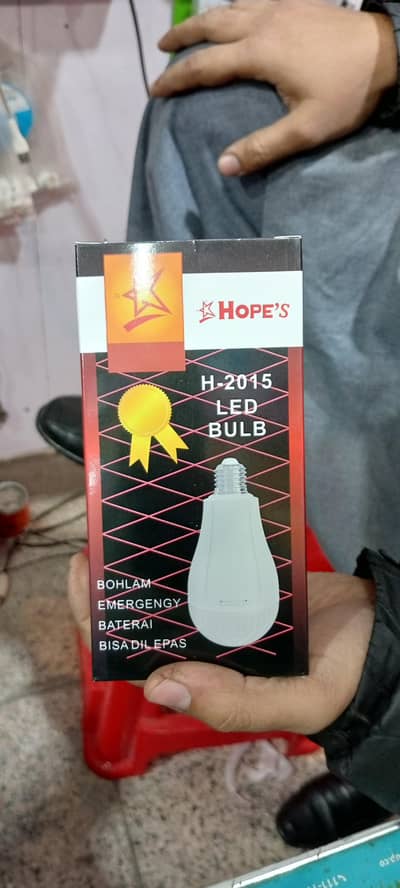 HOPE'S
H-2015
LED
BULB
BOHLAM
EMERGENGY
BATERAI
BISA DIL EPAS